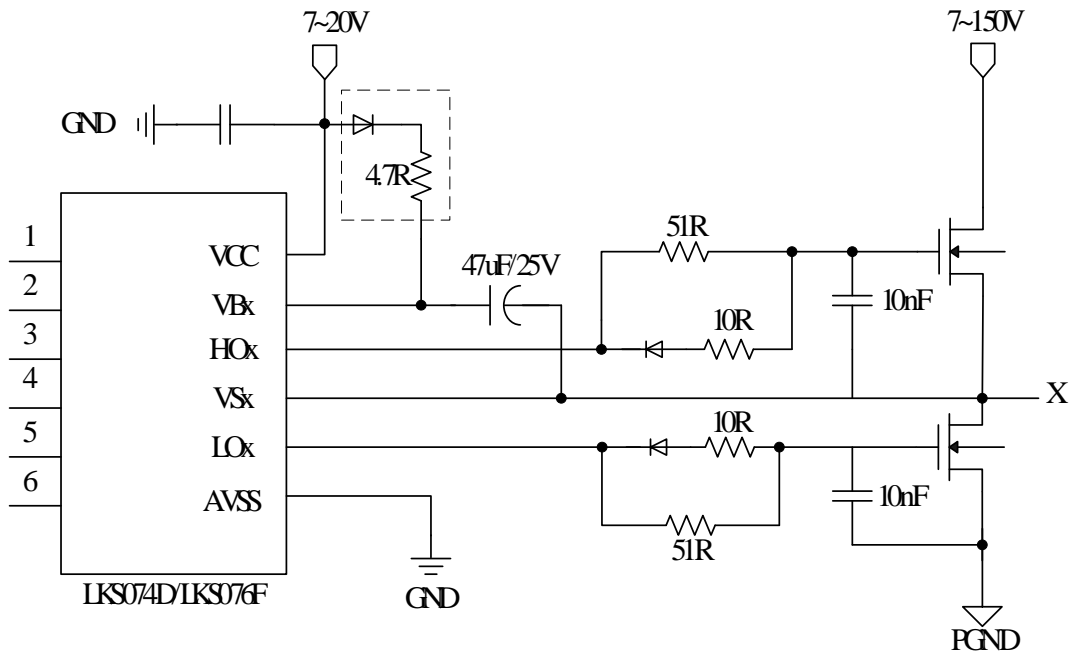 7~20V
7~150V
GND
4.7R
1
2
3
4
5
6
VCC
VBx
HOx
VSx
LOx
AVSS
47uF/25V
51R
10R
10nF
X
10R
10nF
51R
GND
LKS074D/LKS076F
PGND